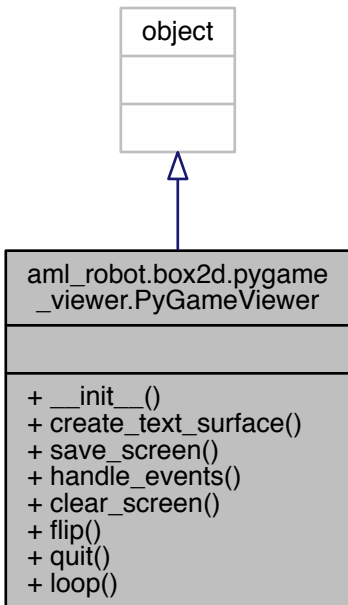 object
aml_robot.box2d.pygame
_viewer.PyGameViewer
+ __init__()
+ create_text_surface()
+ save_screen()
+ handle_events()
+ clear_screen()
+ flip()
+ quit()
+ loop()